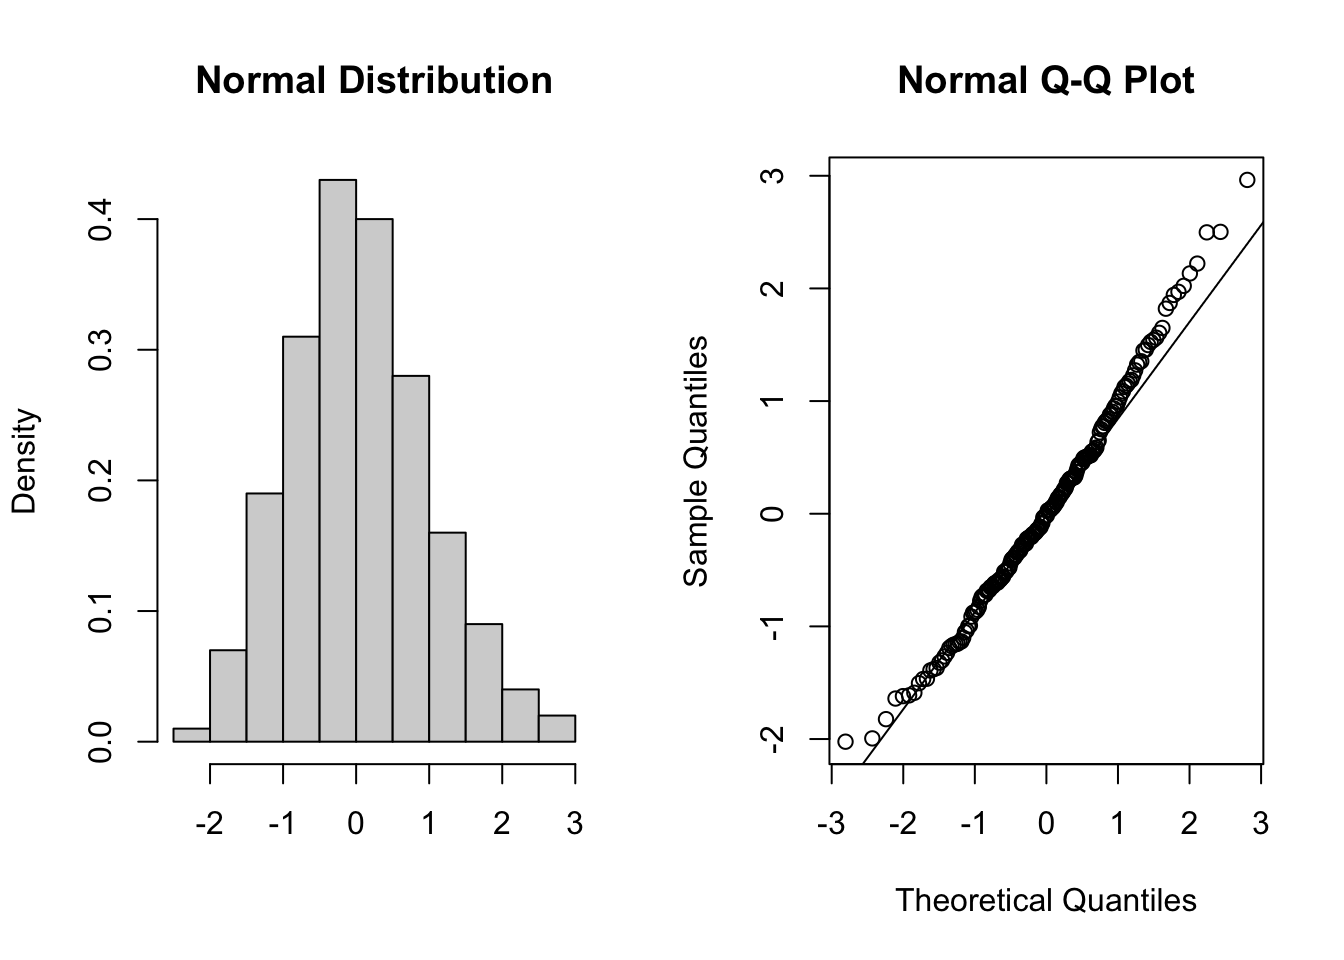 Normal Distribution
Density
0.0 0.1 0.2 0.3 0.4
-2 -1 0 1 2 3
Normal Q-Q Plot
Sample Quantiles
-2 -1 0 1 2 3
-3 -2 -1 0 1 2 3
Theoretical Quantiles